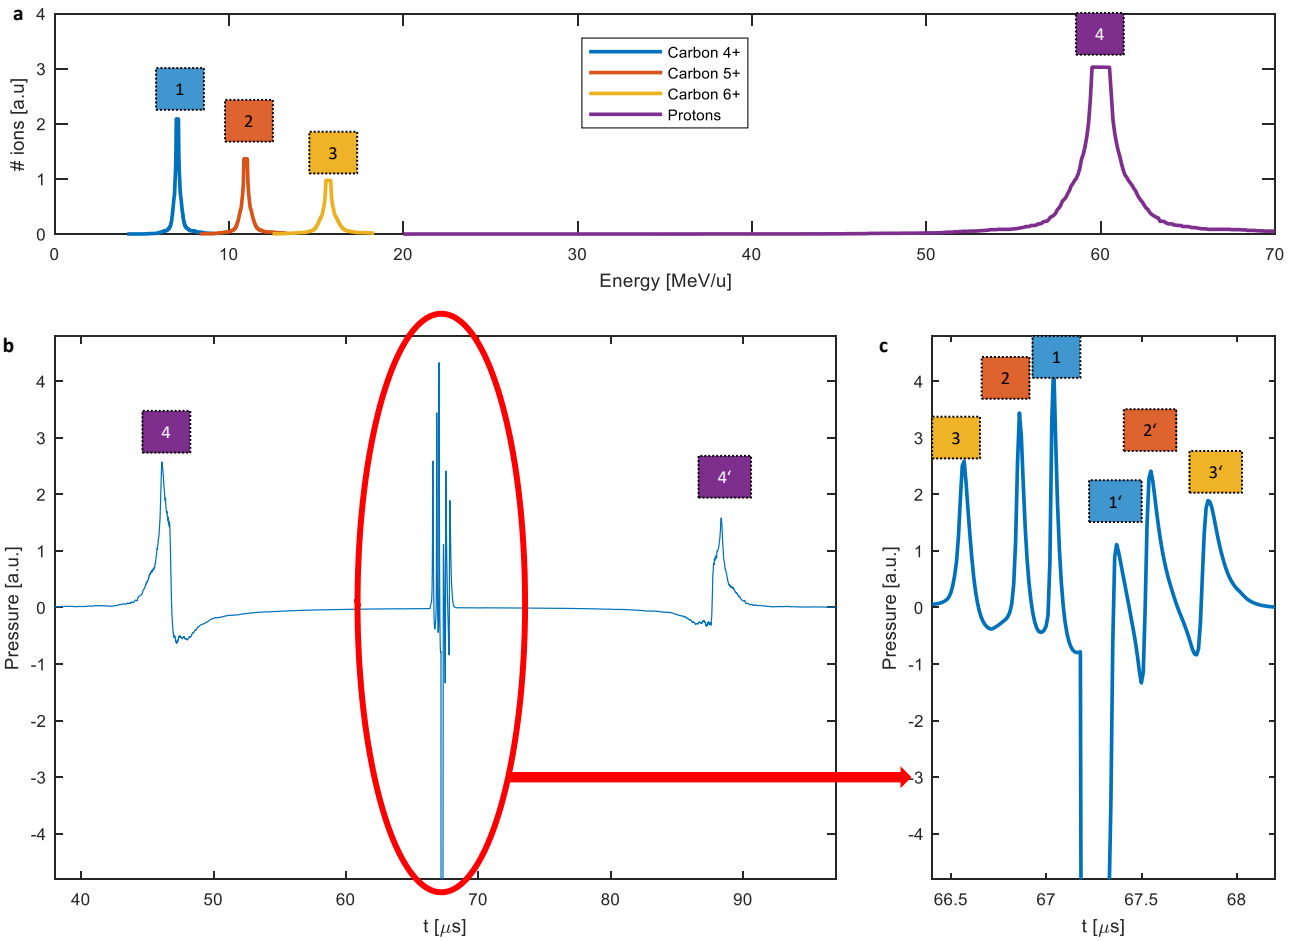 a
4
3
2
1
0
# ions [a.u]
1
2
3
4
Carbon 4+
Carbon 5+
Carbon 6+
Protons
0 10 20 30 40 50 60 70
Energy [MeV/u]
b
4
3
2
1
0
-1
-2
-3
-4
Pressure [a.u.]
4
4‘
40 50 60 70 80 90
t [μs]
c
4
3
2
1
0
-1
-2
-3
-4
Pressure [a.u.]
3
2
1
1‘
2‘
3‘
66.5 67 67.5 68
t [μs]